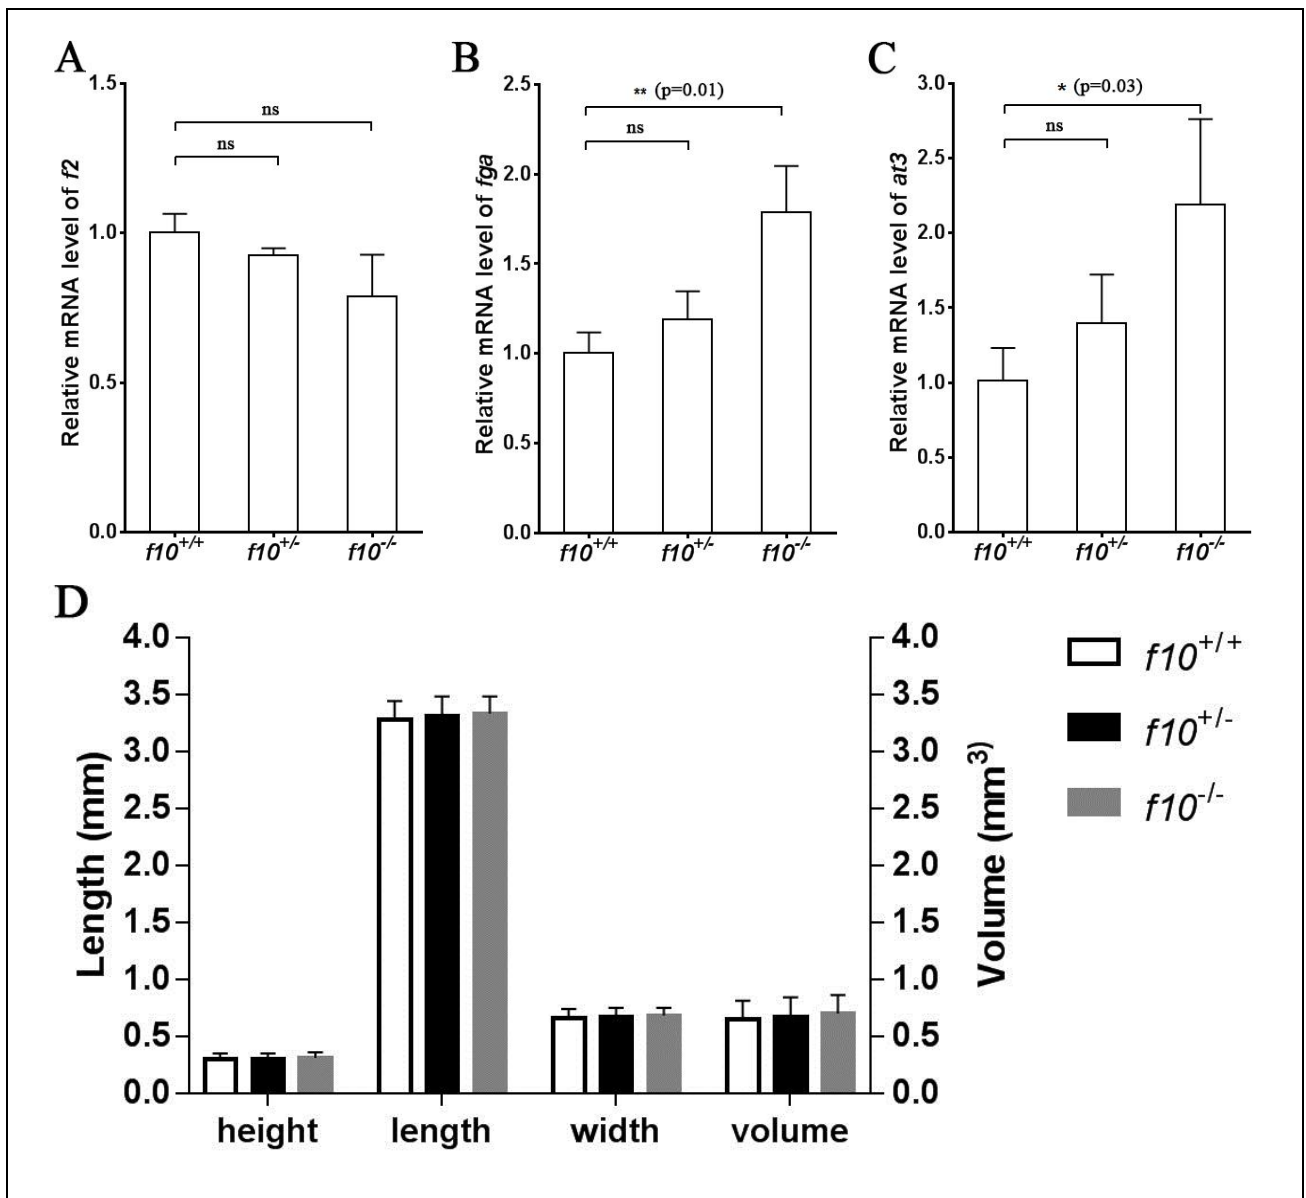 A
Relative mRNA level of f2
1.5
1.0
0.5
0.0
ns
ns
f10+/+
f10+/-
f10-/-
B
Relative mRNA level of fga
2.5
2.0
1.5
1.0
0.5
0.0
** (p=0.01)
ns
f10+/+
f10+/-
f10-/-
C
Relative mRNA level of at3
3.0
2.5
2.0
1.5
1.0
0.5
0.0
* (p=0.03)
ns
f10+/+
f10+/-
f10-/-
D
Length (mm)
4.0
3.5
3.0
2.5
2.0
1.5
1.0
0.5
0.0
height
length
width
volume
4.0
3.5
3.0
2.5
2.0
1.5
1.0
0.5
0.0
Volume (mm3)
f10+/+
f10+/-
f10-/-